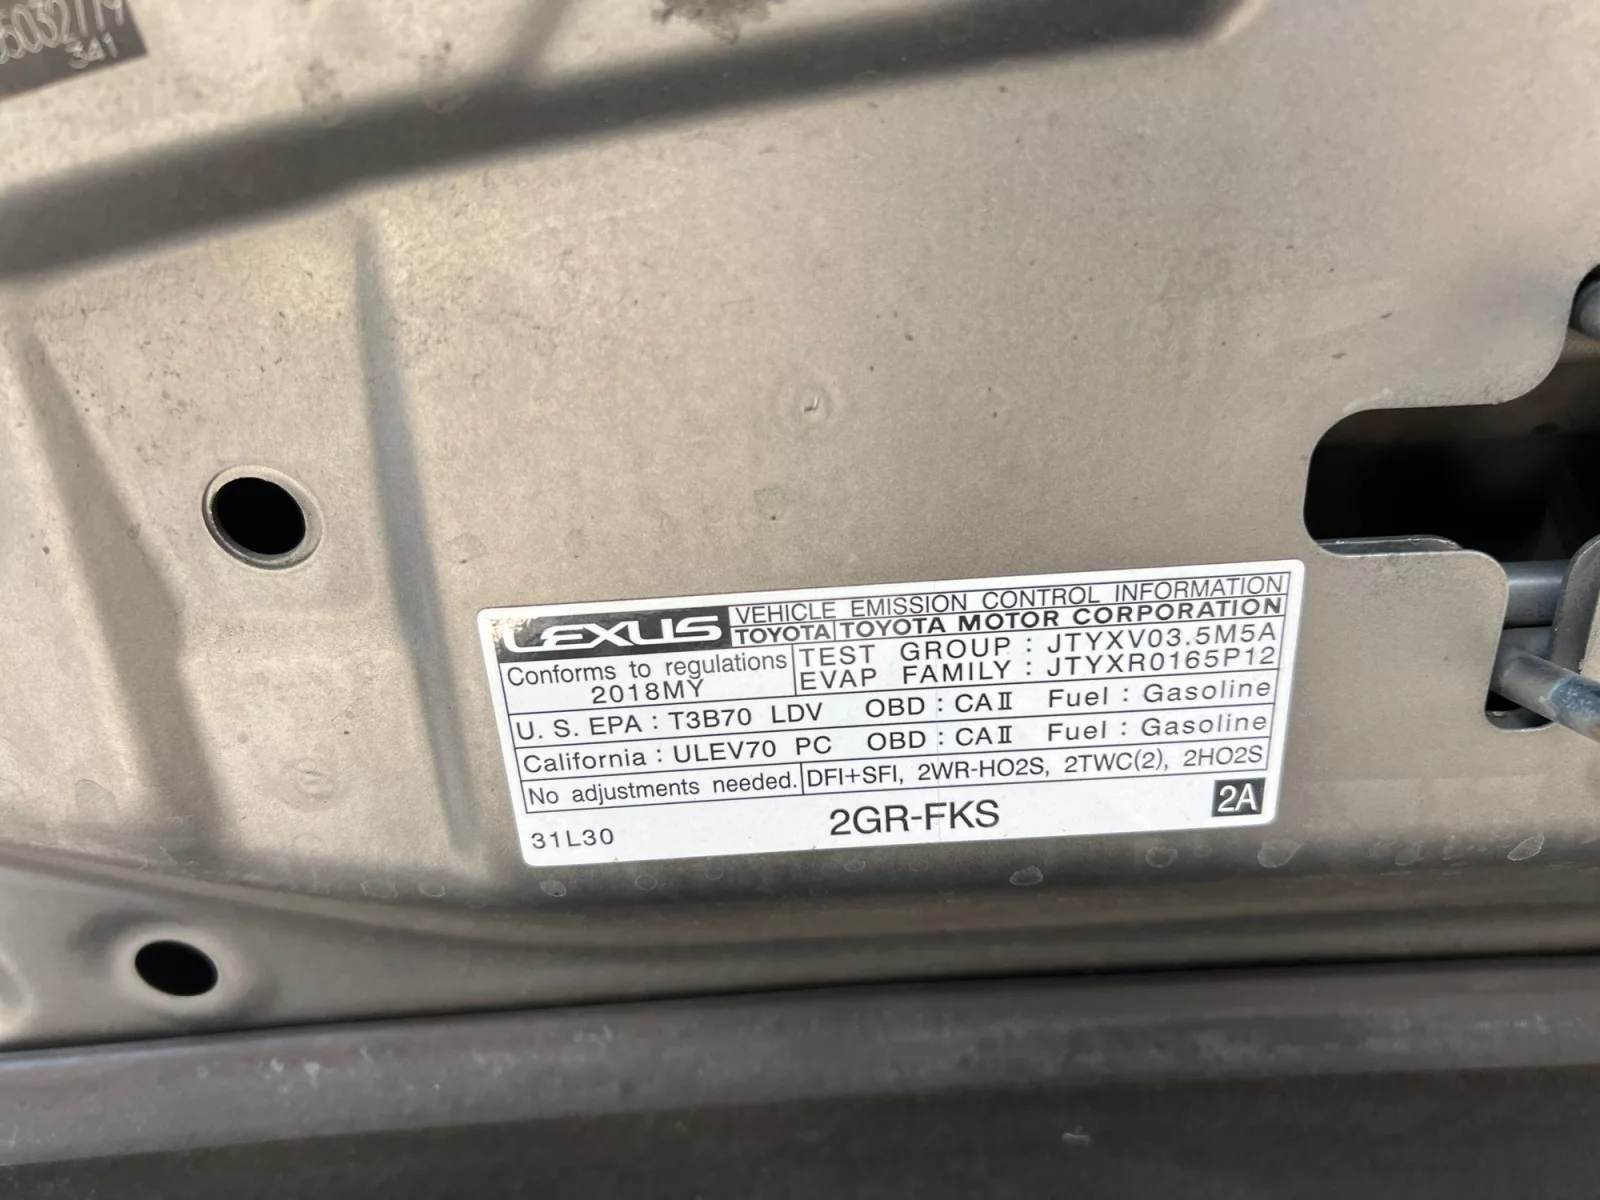 341
LEXUS
VEHICLE EMISSION CONTROL INFORMATION
TOYOTA TOYOTA MOTOR CORPORATION
Conforms to regulations
2018MY
TEST GROUP : JTYXV03.5M5A
EVAP FAMILY : JTYXR0165P12
U. S. EPA : T3B70 LDV OBD : CAⅡ Fuel : Gasoline
California : ULEV70 PC OBD : CAⅡ Fuel : Gasoline
No adjustments needed. DFI+SFI, 2WR-HO2S, 2TWC(2), 2HO2S
31L30 2GR-FKS 2A